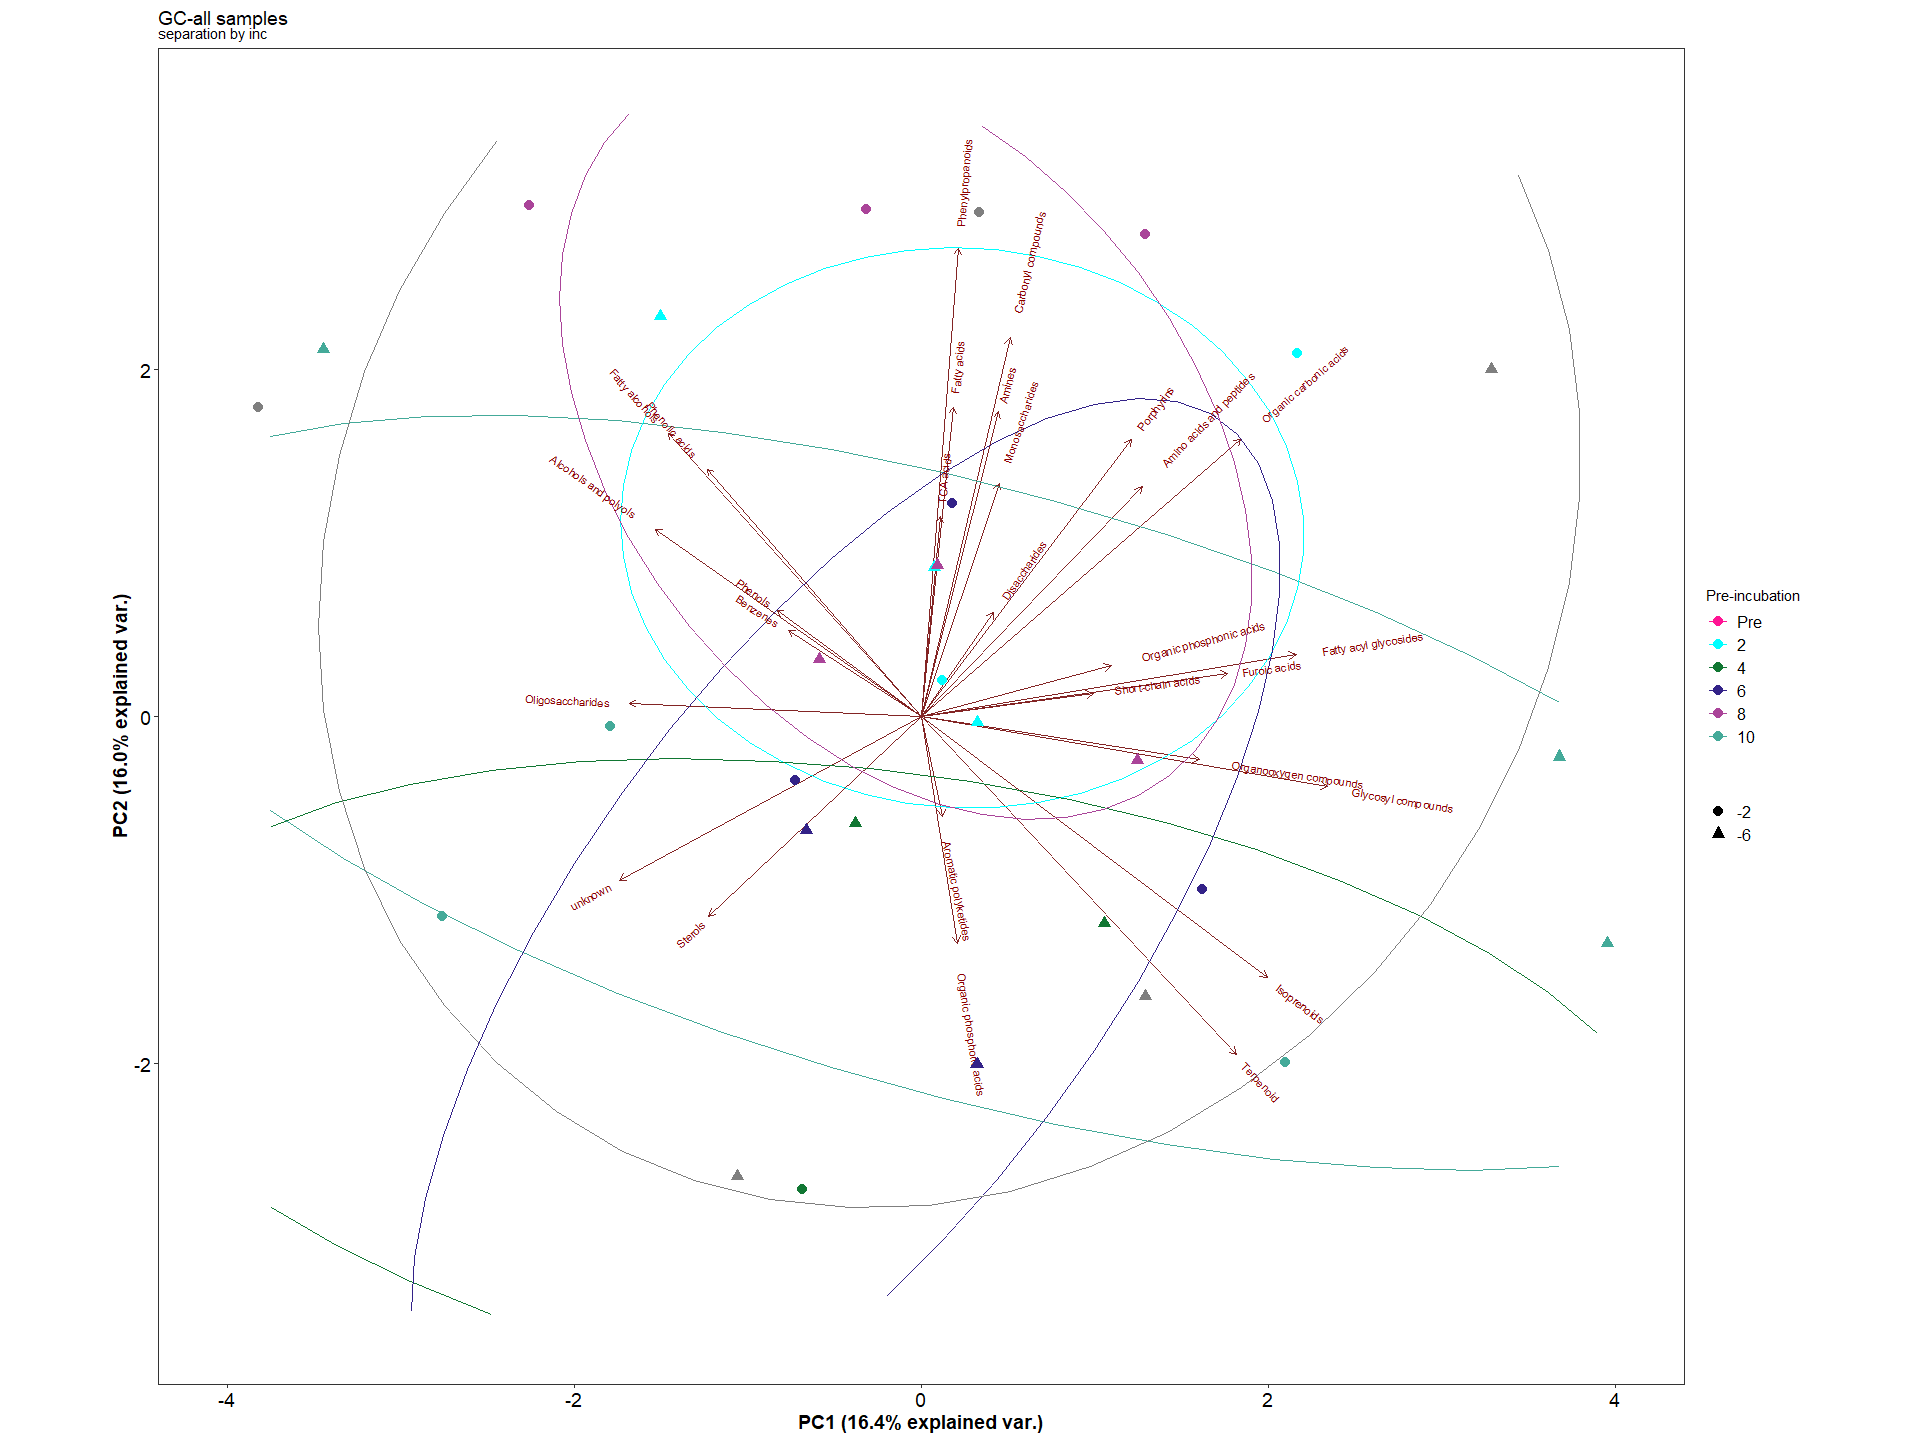 GC-all samples
separation by inc
PC2 (16.0% explained var.)
2
0
-2
-4
-2
0
2
4
PC1 (16.4% explained var.)
Phenylpropanoids
Carbonyl compounds
Fatty acids
Amines
Monosaccharides
TCA acids
Porphyrins
Amino acids and peptides
Organic carbonic acids
Disaccharides
Fatty alcohols
Phenolic acids
Alcohols and polyols
Phenols
Benzenes
Oligosaccharides
Organic phosphonic acids
Fatty acyl glycosides
Furoic acids
Short-chain acids
Organooxygen compounds
Glycosyl compounds
unknown
Sterols
Aromatic polyketides
Organic phosphoric acids
Isoprenoids
Terpenoid
Pre-incubation
Pre
2
4
6
8
10
-2
-6